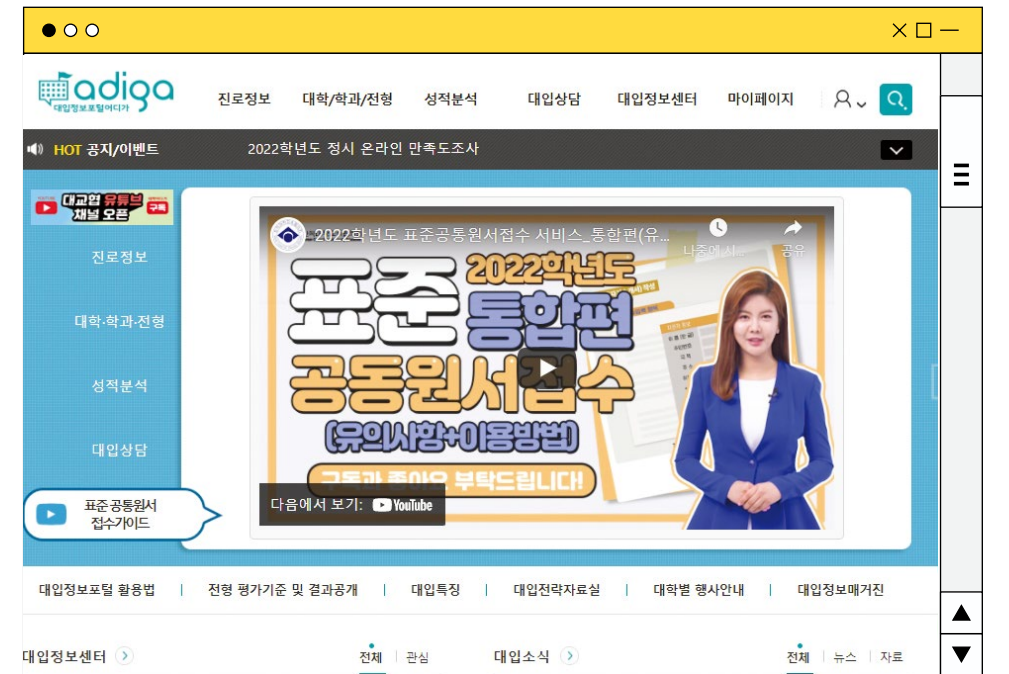 adiga
대입정보포털어디가
진로정보 대학/학과/전형 성적분석 대입상담 대입정보센터 마이페이지
HOT 공지/이벤트 2022학년도 정시 온라인 만족도조사
대교협 유튜브
채널 오픈
구독
진로정보
대학·학과·전형
성적분석
대입상담
표준공통원서
접수가이드
2022학년도 표준공통원서접수 서비스_통합편(유...
나중에 시...
공유
2022학년도
표준 통합편
공통원서접수
(유의사항+이용방법)
구독과 좋아요 부탁드립니다!
다음에서 보기: YouTube
대입정보포털 활용법 전형 평가기준 및 결과공개 대입특징 대입전략자료실 대학별 행사안내 대입정보매거진
대입정보센터 전체 관심 대입소식 전체 뉴스 자료